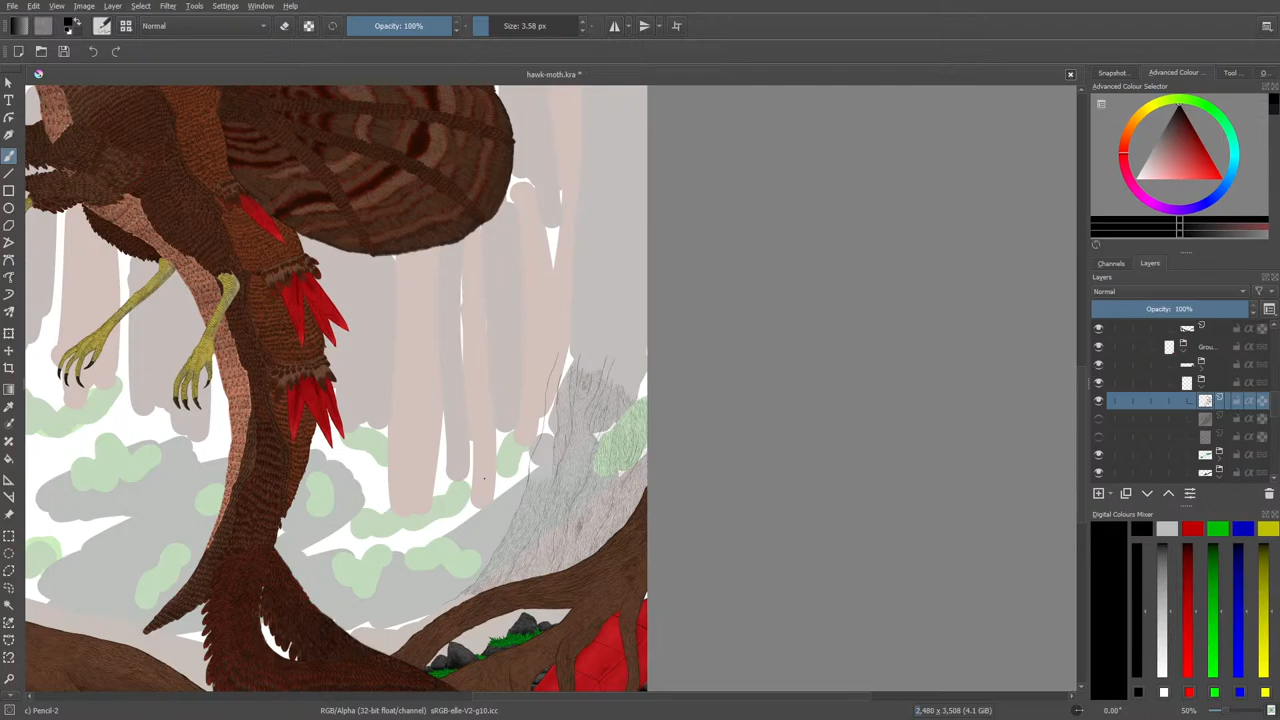 File Edit View Image Layer Select Filter Tools Settings Window Help
Normal Opacity: 100% Size: 3.58 px
hawk-moth.kra *
Snapshot... Advanced Colour ... Tool ... O...
Advanced Colour Selector
Channels Layers
Layers
Normal
Opacity: 100%
Grou...
Digital Colours Mixer
c) Pencil-2 RGB/Alpha (32-bit float/channel) sRGB-elle-V2-g10.icc 2,480 x 3,508 (4.1 GiB) 0.00° 50%